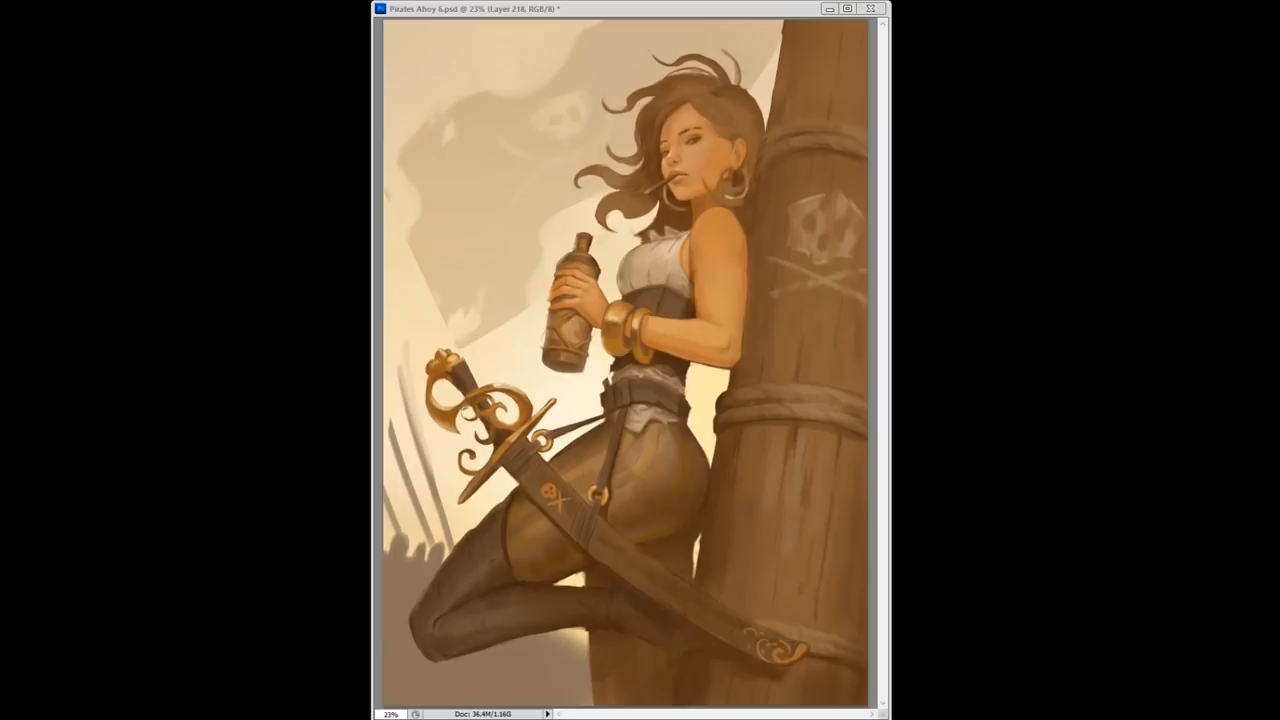 Pirates Ahoy 6.psd @ 23% (Layer 218, RGB/8) *
23%
Doc: 36.4M/1.16G